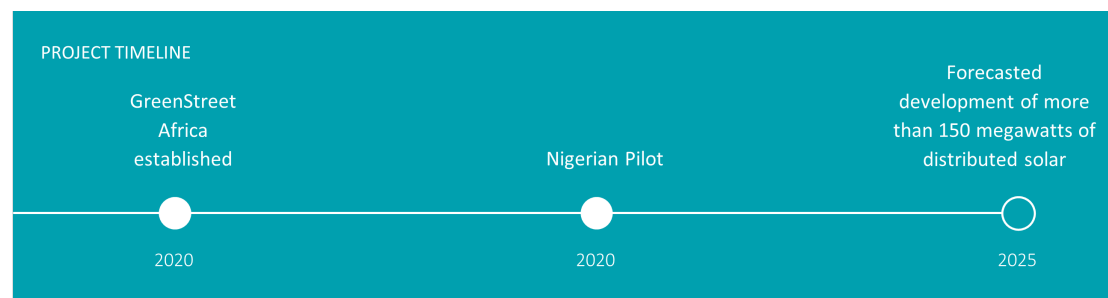 PROJECT TIMELINE
GreenStreet
Africa
established
2020
Nigerian Pilot
2020
Forecasted
development of more
than 150 megawatts of
distributed solar
2025